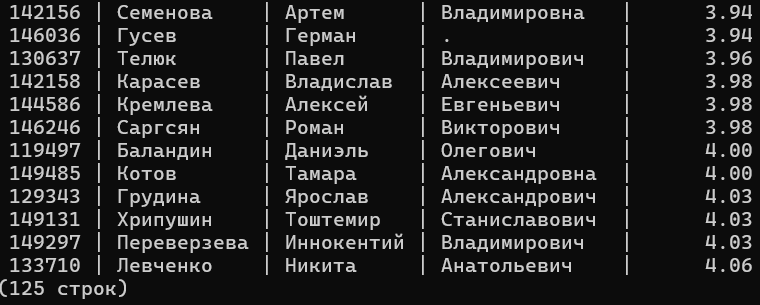 142156 | Семенова | Артем | Владимировна | 3.94
146036 | Гусев | Герман | . | 3.94
130637 | Телюк | Павел | Владимирович | 3.96
142158 | Карасев | Владислав | Алексеевич | 3.98
144586 | Кремлева | Алексей | Евгеньевич | 3.98
146246 | Саргсян | Роман | Викторович | 3.98
119497 | Баландин | Даниэль | Олегович | 4.00
149485 | Котов | Тамара | Александровна | 4.00
129343 | Грудина | Ярослав | Александрович | 4.03
149131 | Хрипушин | Тоштемир | Станиславович | 4.03
149297 | Переверзева | Иннокентий | Владимирович | 4.03
133710 | Левченко | Никита | Анатольевич | 4.06
(125 строк)